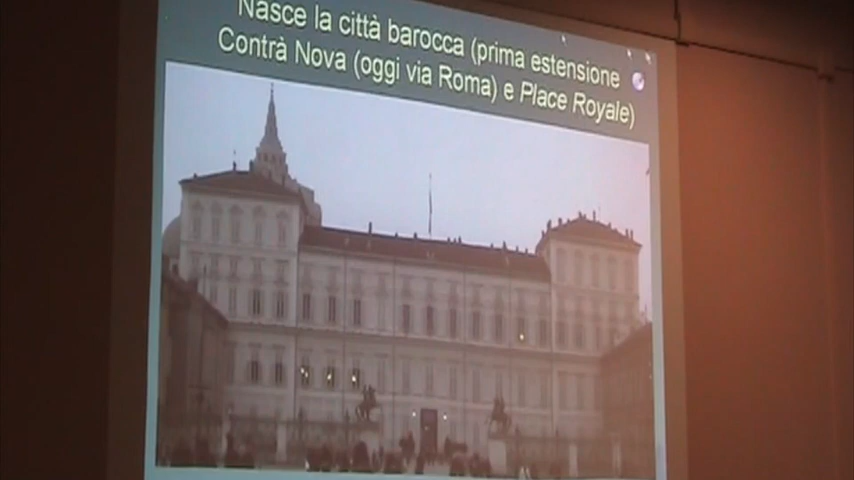 Nasce la città barocca (prima estensione
Contrà Nova (oggi via Roma) e Place Royale)